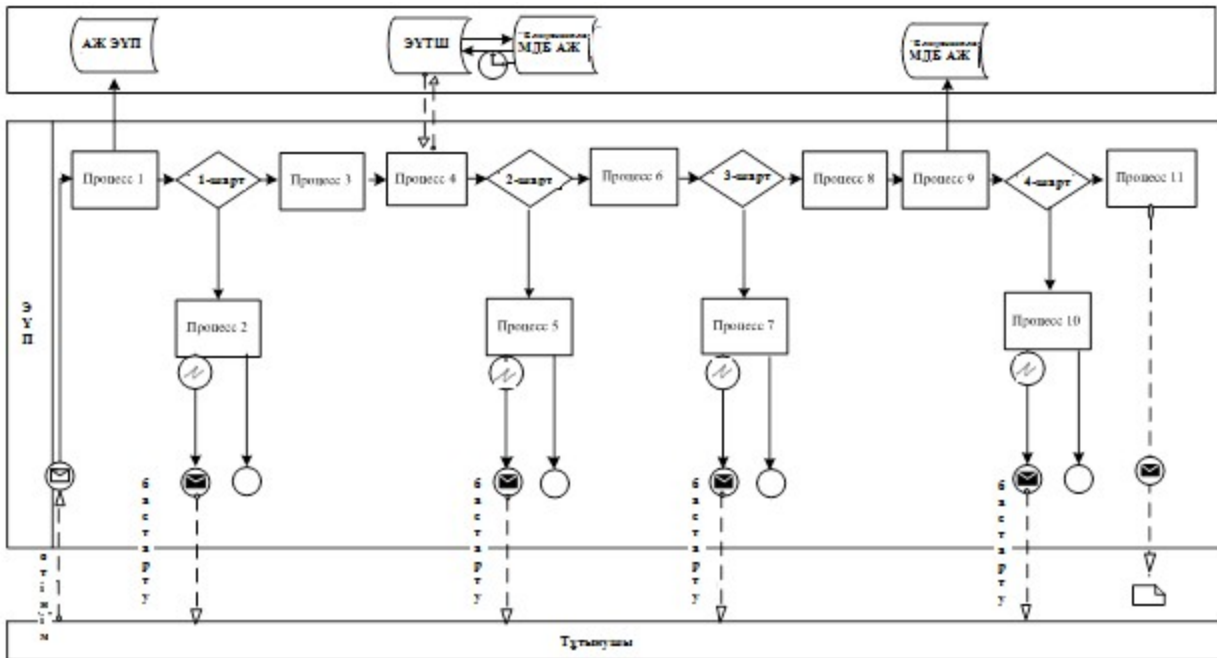 АЖ ЭҮП
ЭҮТШ
МДБ АЖ
МДБ АЖ
Процесс 1
1-шарт
Процесс 3
Процесс 4
2-шарт
Процесс 6
3-шарт
Процесс 8
Процесс 9
4-шарт
Процесс 11
ЭҮП
Процесс 2
Процесс 5
Процесс 7
Процесс 10
бастарту
бастарту
бастарту
бастарту
Тұтынушы